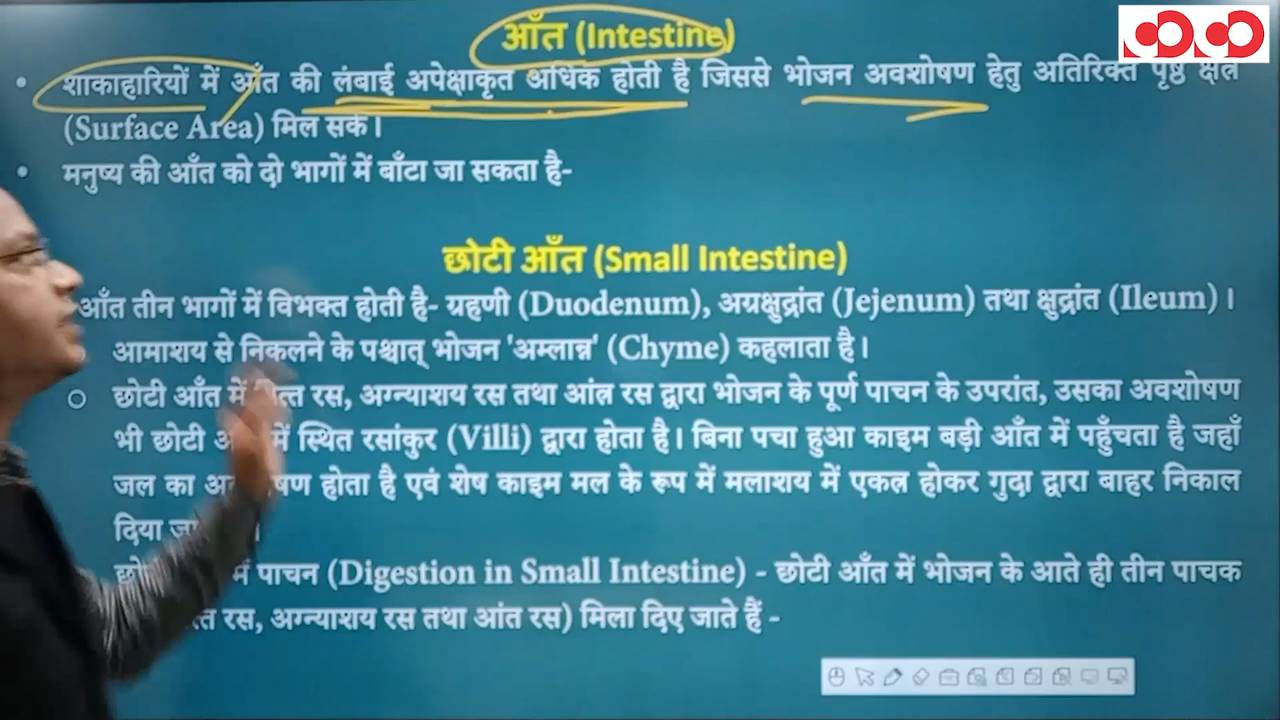 आँत (Intestine)
शाकाहारियों में आँत की लंबाई अपेक्षाकृत अधिक होती है जिससे भोजन अवशोषण हेतु अतिरिक्त पृष्ठ क्षेत्र
(Surface Area) मिल सके।
मनुष्य की आँत को दो भागों में बाँटा जा सकता है-
छोटी आँत (Small Intestine)
आँत तीन भागों में विभक्त होती है- ग्रहणी (Duodenum), अग्रक्षुद्रांत (Jejenum) तथा क्षुद्रांत (Ileum)।
आमाशय से निकलने के पश्चात् भोजन 'अम्लान्न' (Chyme) कहलाता है।
छोटी आँत में रस, अग्न्याशय रस तथा आंत्र रस द्वारा भोजन के पूर्ण पाचन के उपरांत, उसका अवशोषण
भी छोटी में स्थित रसांकुर (Villi) द्वारा होता है। बिना पचा हुआ काइम बड़ी आँत में पहुँचता है जहाँ
जल का होता है एवं शेष काइम मल के रूप में मलाशय में एकत्र होकर गुदा द्वारा बाहर निकाल
दिया
में पाचन (Digestion in Small Intestine) - छोटी आँत में भोजन के आते ही तीन पाचक
रस, अग्न्याशय रस तथा आंत रस) मिला दिए जाते हैं -